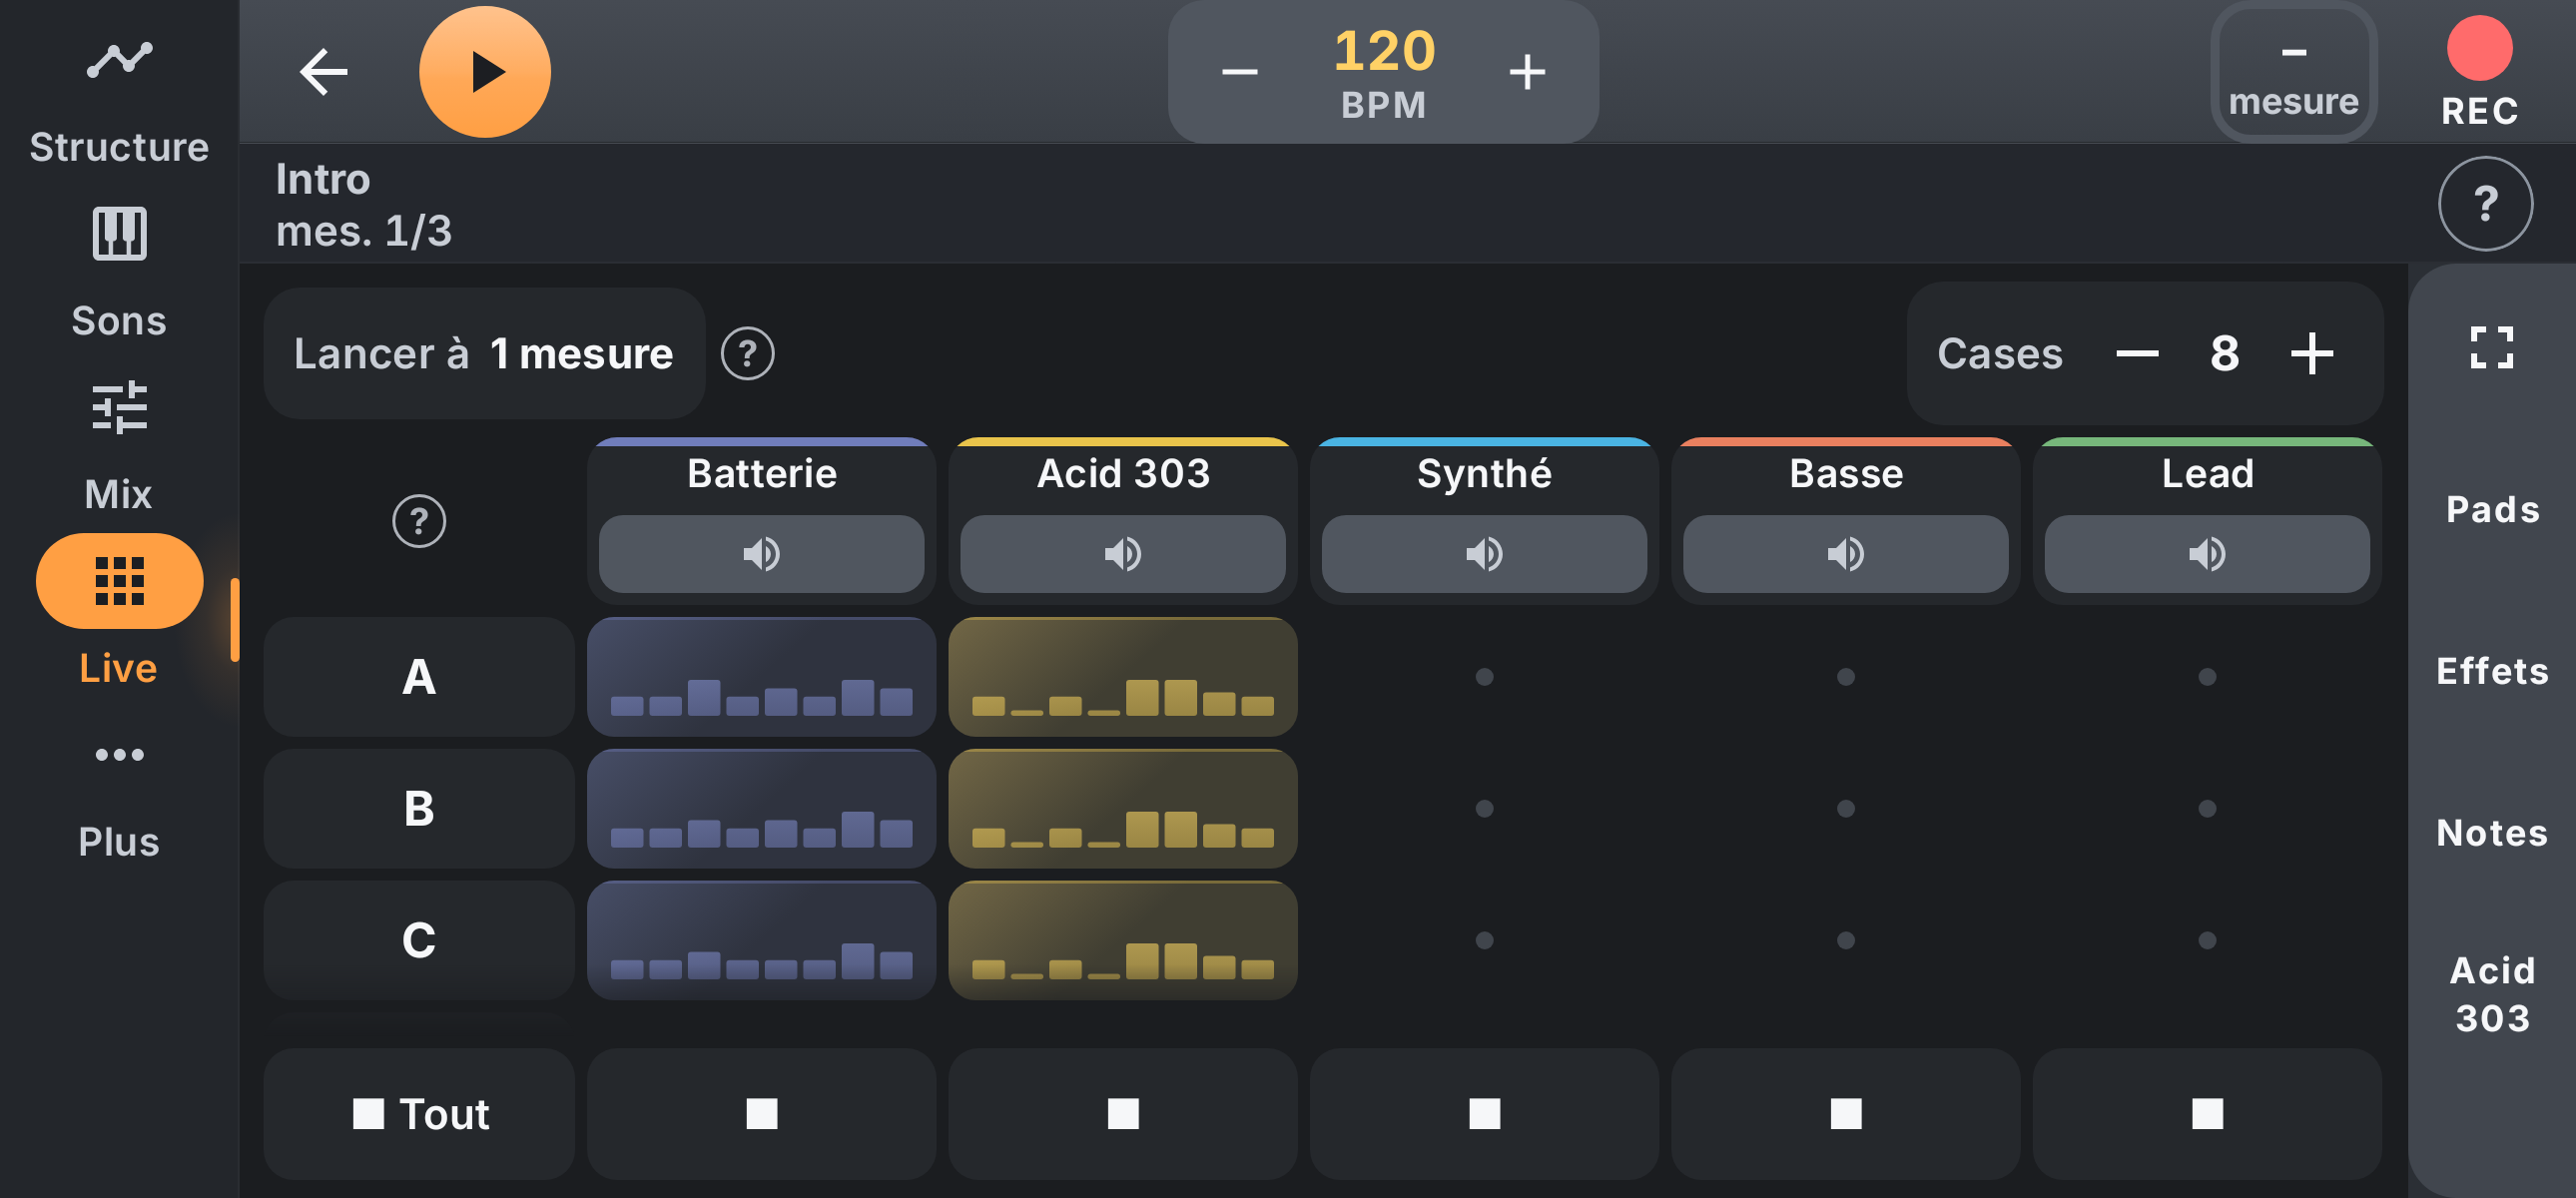 Structure
Sons
Mix
Live
Plus
120
BPM
-
mesure
REC
Intro
mes. 1/3
?
Lancer à 1 mesure ?
Cases − 8 +
?
Batterie
Acid 303
Synthé
Basse
Lead
A
B
C
Tout
Pads
Effets
Notes
Acid
303